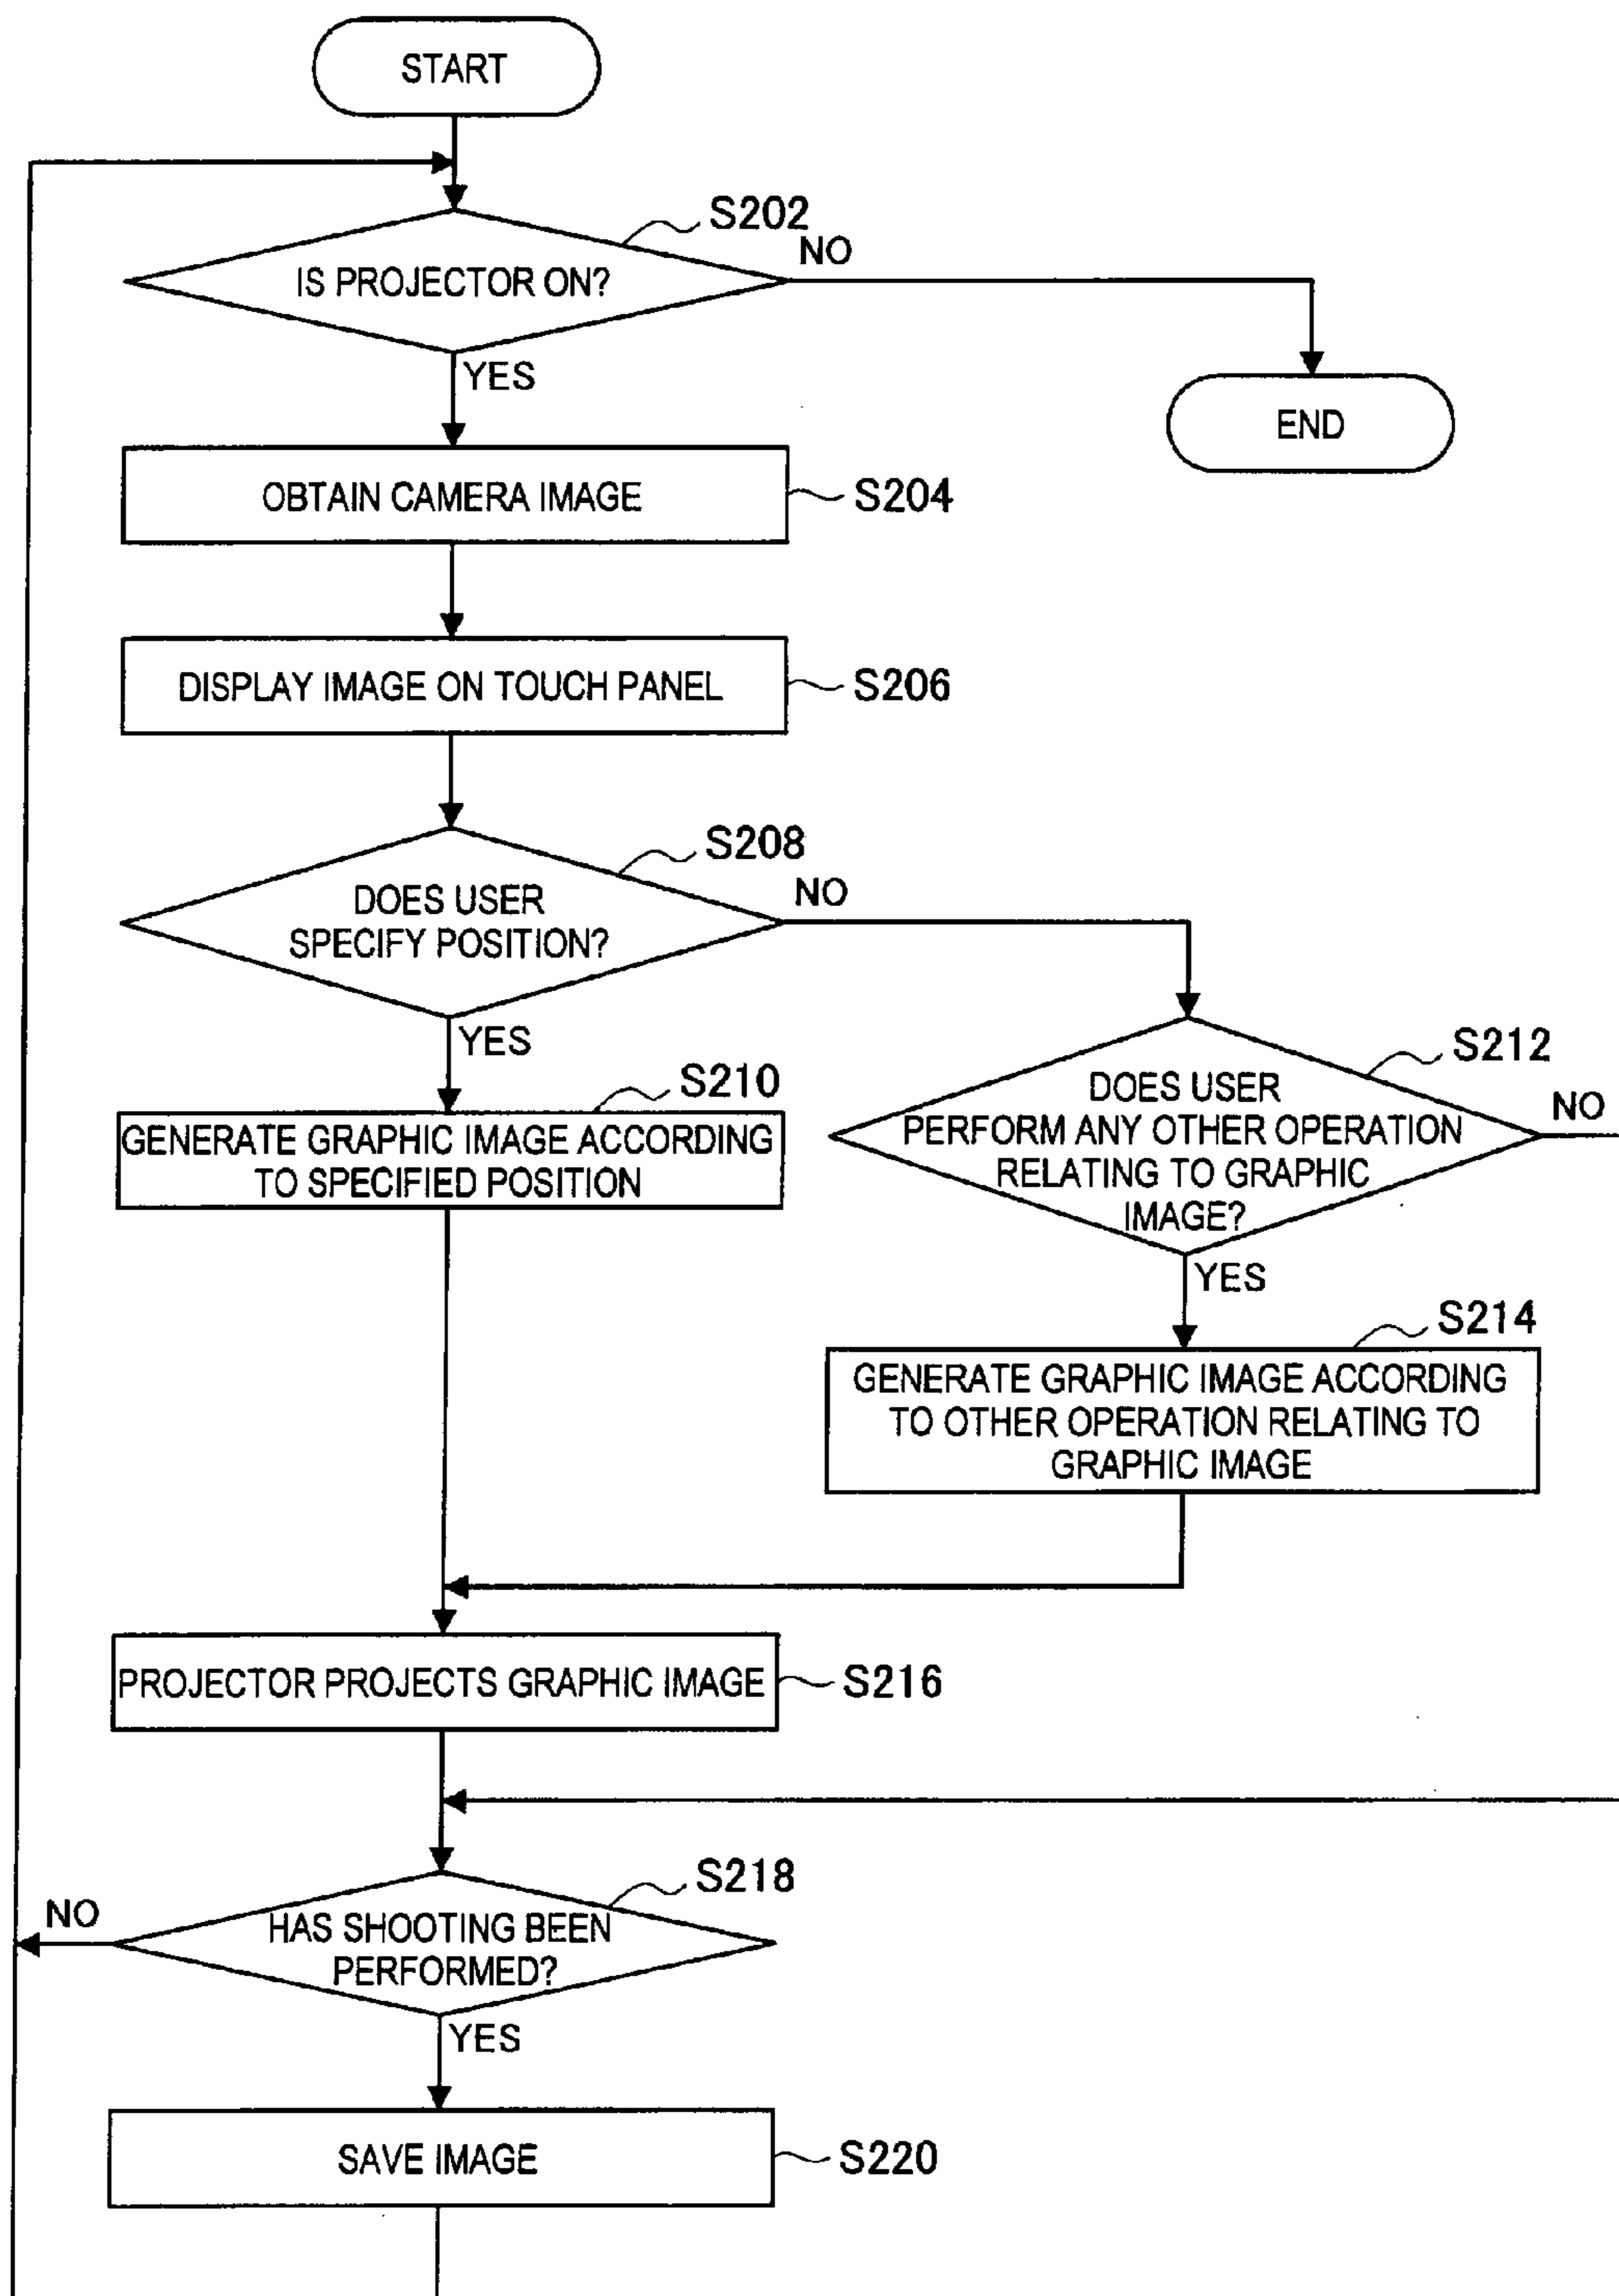 START
S202
NO
IS PROJECTOR ON?
YES
END
OBTAIN CAMERA IMAGE
S204
DISPLAY IMAGE ON TOUCH PANEL
S206
S208
NO
DOES USER
SPECIFY POSITION?
YES
S210
GENERATE GRAPHIC IMAGE ACCORDING
TO SPECIFIED POSITION
S212
NO
DOES USER
PERFORM ANY OTHER OPERATION
RELATING TO GRAPHIC
IMAGE?
YES
S214
GENERATE GRAPHIC IMAGE ACCORDING
TO OTHER OPERATION RELATING TO
GRAPHIC IMAGE
PROJECTOR PROJECTS GRAPHIC IMAGE
S216
S218
NO
HAS SHOOTING BEEN
PERFORMED?
YES
SAVE IMAGE
S220